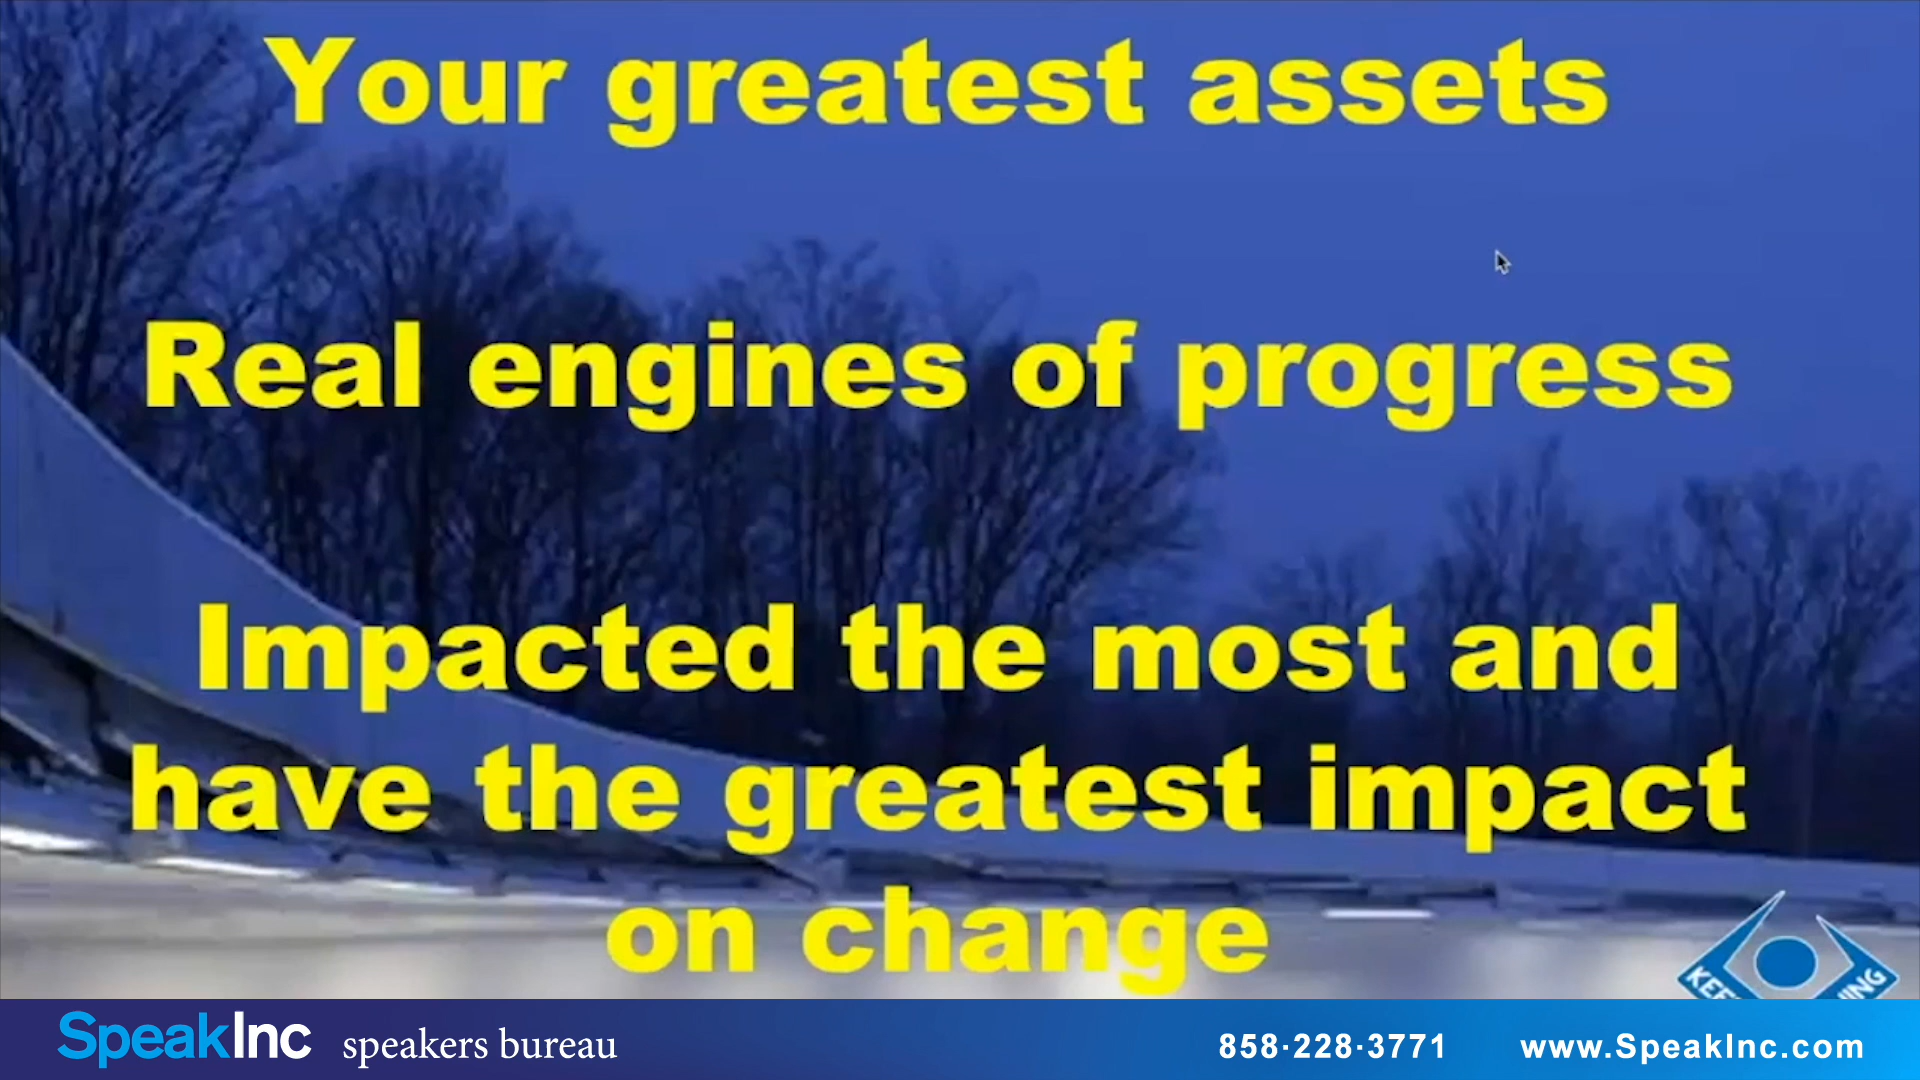 Your greatest assets
Real engines of progress
Impacted the most and
have the greatest impact
on change
SpeakInc speakers bureau
858·228·3771
www.SpeakInc.com